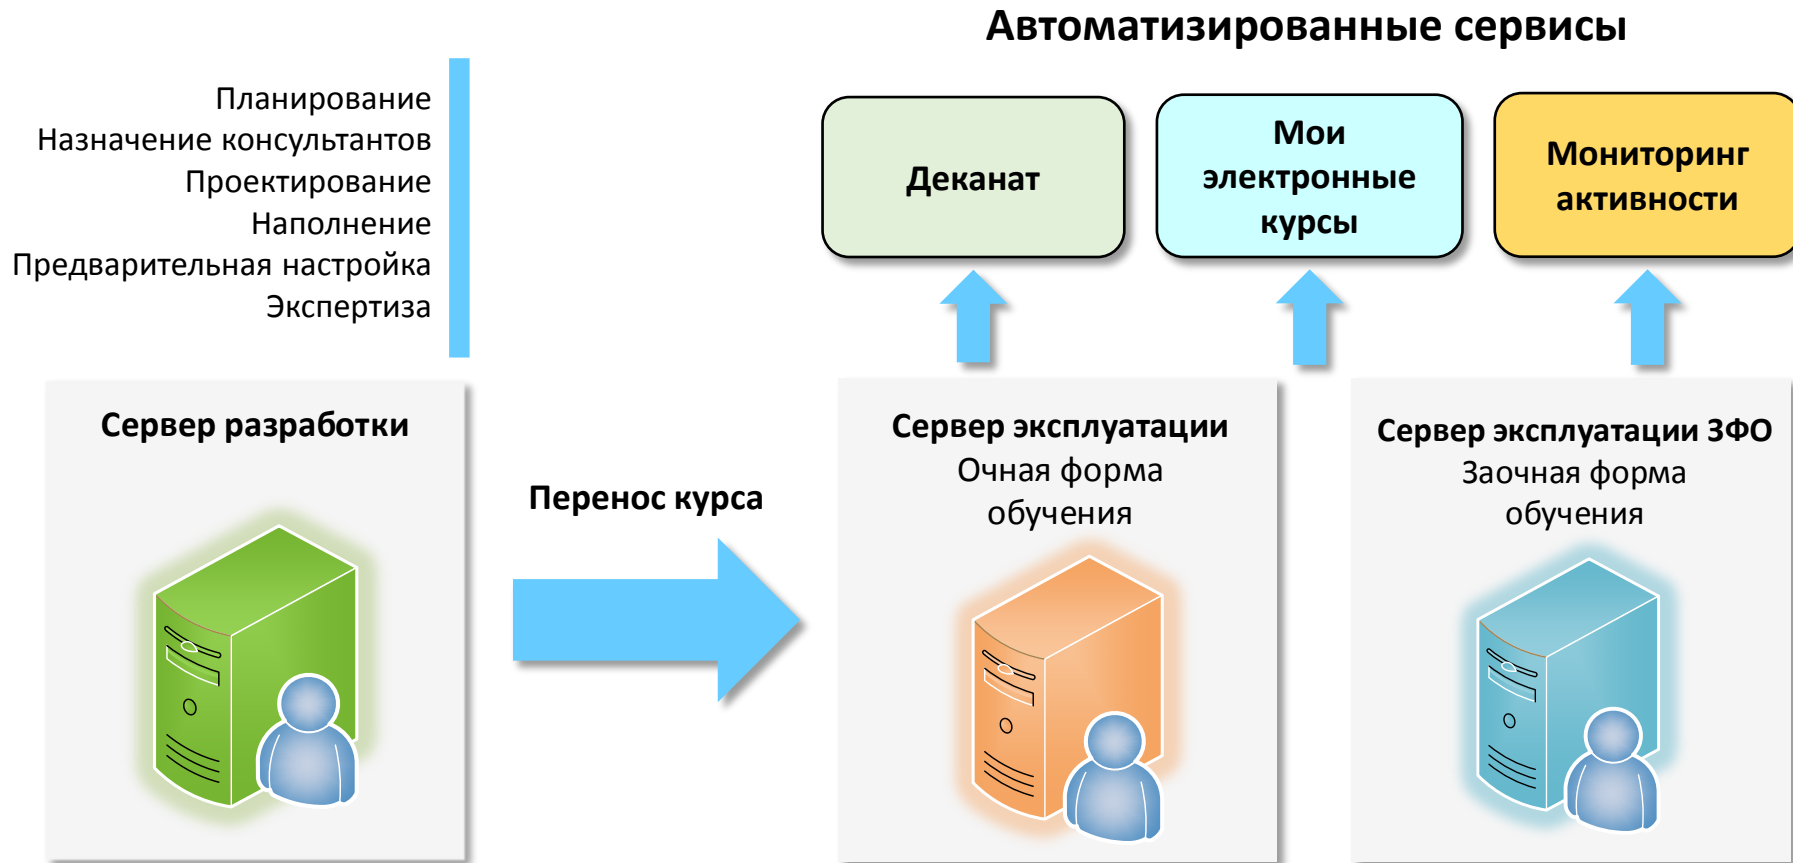 Автоматизированные сервисы
Планирование
Назначение консультантов
Проектирование
Наполнение
Предварительная настройка
Экспертиза
Деканат
Мои
электронные
курсы
Мониторинг
активности
Сервер разработки
Перенос курса
Сервер эксплуатации
Очная форма
обучения
Сервер эксплуатации ЗФО
Заочная форма
обучения